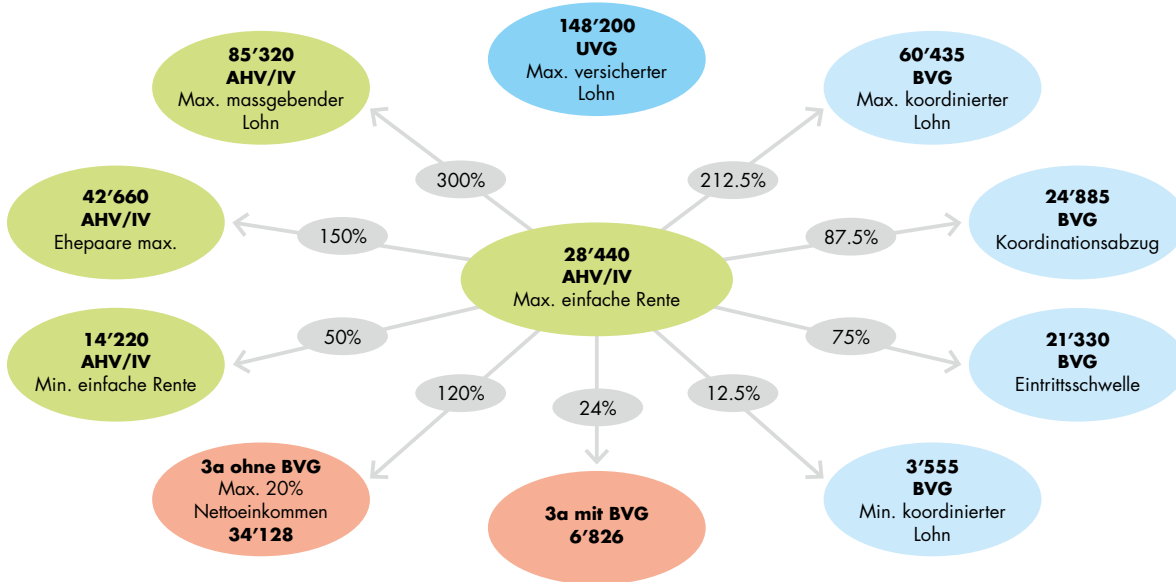 85’320
AHV/IV
Max. massgebender
Lohn
148’200
UVG
Max. versicherter
Lohn
60’435
BVG
Max. koordinierter
Lohn
300%
212.5%
42’660
AHV/IV
Ehepaare max.
150%
87.5%
24’885
BVG
Koordinationsabzug
28’440
AHV/IV
Max. einfache Rente
14’220
AHV/IV
Min. einfache Rente
50%
75%
21’330
BVG
Eintrittsschwelle
120%
24%
12.5%
3a ohne BVG
Max. 20%
Nettoeinkommen
34’128
3a mit BVG
6’826
3’555
BVG
Min. koordinierter
Lohn